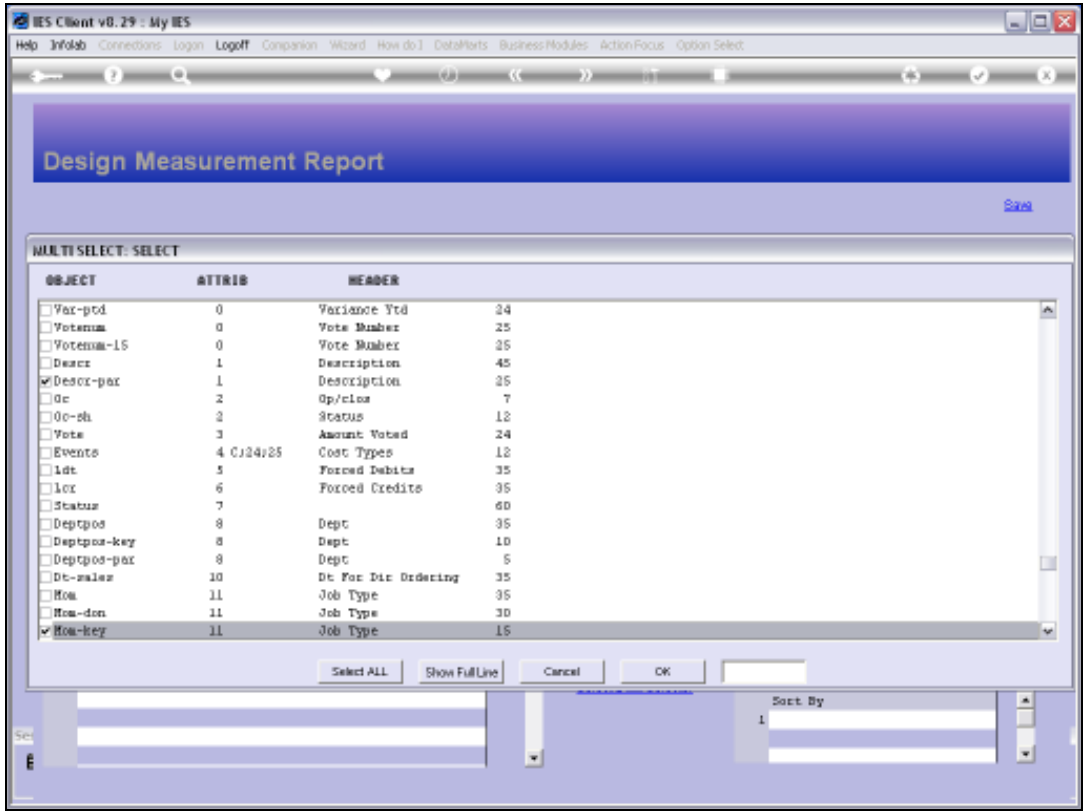 IES Client v8.29 : My IES
Help Infolab Connections Logon Logoff Companion Wizard How do I DataMarts Business Modules Action Focus Option Select
Design Measurement Report
Save
MULTI SELECT: SELECT
OBJECT ATTRIB HEADER
Var-ptd 0 Variance Ytd 24
Votenum 0 Vote Number 25
Votenum-15 0 Vote Number 25
Descr 1 Description 45
Descr-par 1 Description 25
Oc 2 Op/clos 7
Oc-sh 2 Status 12
Vote 3 Amount Voted 24
Events 4 C;24;25 Cost Types 12
ldt 5 Forced Debits 35
lcr 6 Forced Credits 35
Status 7 60
Deptpos 8 Dept 35
Deptpos-key 8 Dept 10
Deptpos-par 8 Dept 5
Dt-sales 10 Dt For Dir Ordering 35
Mom 11 Job Type 35
Mom-don 11 Job Type 30
Mom-key 11 Job Type 15
Select ALL Show Full Line Cancel OK
Sort By
1